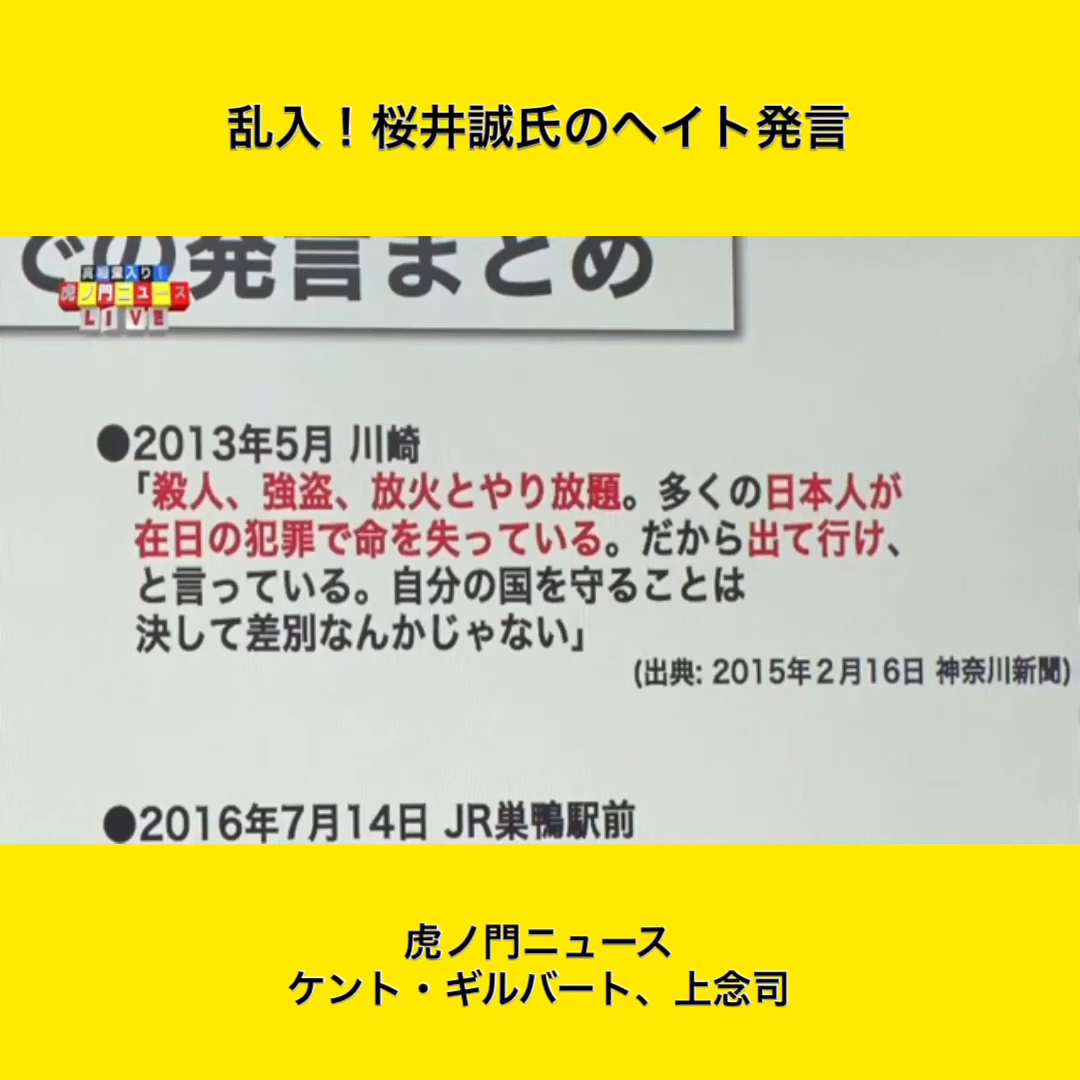 乱入！桜井誠氏のヘイト発言
での発言まとめ
真相深入り！
虎ノ門ニュース
LIVE
●2013年5月 川崎
「殺人、強盗、放火とやり放題。多くの日本人が
在日の犯罪で命を失っている。だから出て行け、
と言っている。自分の国を守ることは
決して差別なんかじゃない」
(出典: 2015年2月16日 神奈川新聞)
●2016年7月14日 JR巣鴨駅前
虎ノ門ニュース
ケント・ギルバート、上念司